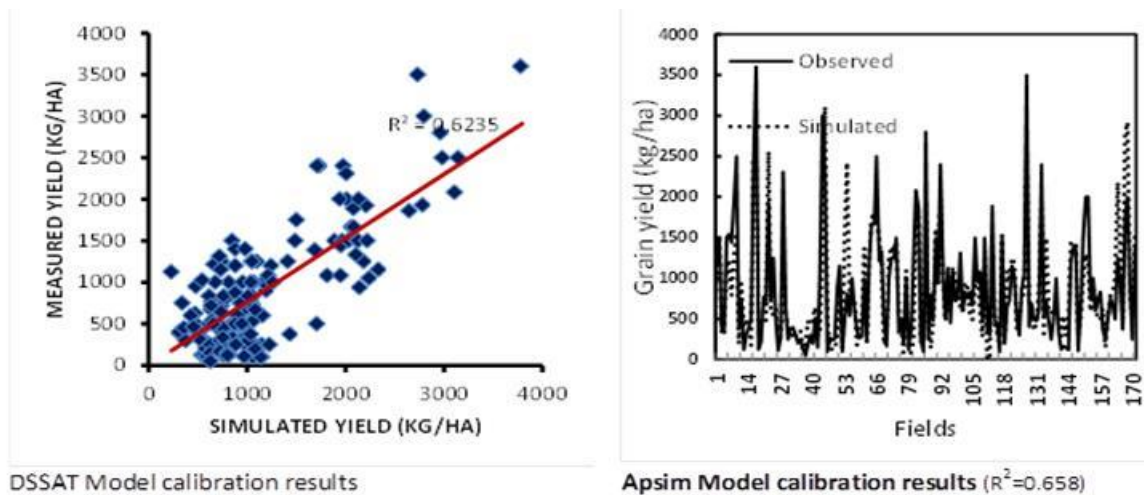 MEASURED YIELD (KG/HA)
4000
3500
3000
2500
2000
1500
1000
500
0
R² = 0.6235
0 1000 2000 3000 4000
SIMULATED YIELD (KG/HA)
DSSAT Model calibration results
Grain yield (kg/ha)
4000
3500
3000
2500
2000
1500
1000
500
0
Observed
Simulated
1 14 27 40 53 66 79 92 105 118 131 144 157 170
Fields
Apsim Model calibration results (R²=0.658)